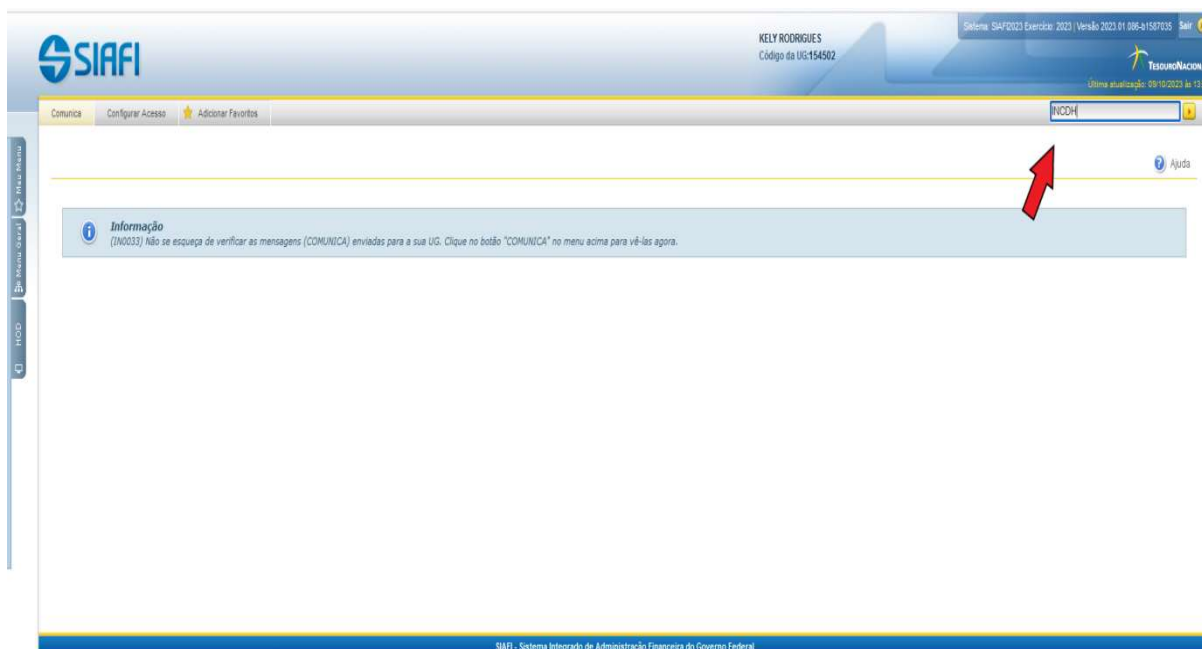 Sistema: SIAFI2023 Exercício: 2023 | Versão 2023.01.086-b1587035 Sair
SIAFI
KELY RODRIGUES
Código da UG:154502
TESOURONACION
Última atualização: 09/10/2023 às 13
Comunica Configurar Acesso Adicionar Favoritos INCDH
Ajuda
Meu Menu
Menu Geral
HOD
Informação
(IN0033) Não se esqueça de verificar as mensagens (COMUNICA) enviadas para a sua UG. Clique no botão "COMUNICA" no menu acima para vê-las agora.
SIAFI - Sistema Integrado de Administração Financeira do Governo Federal